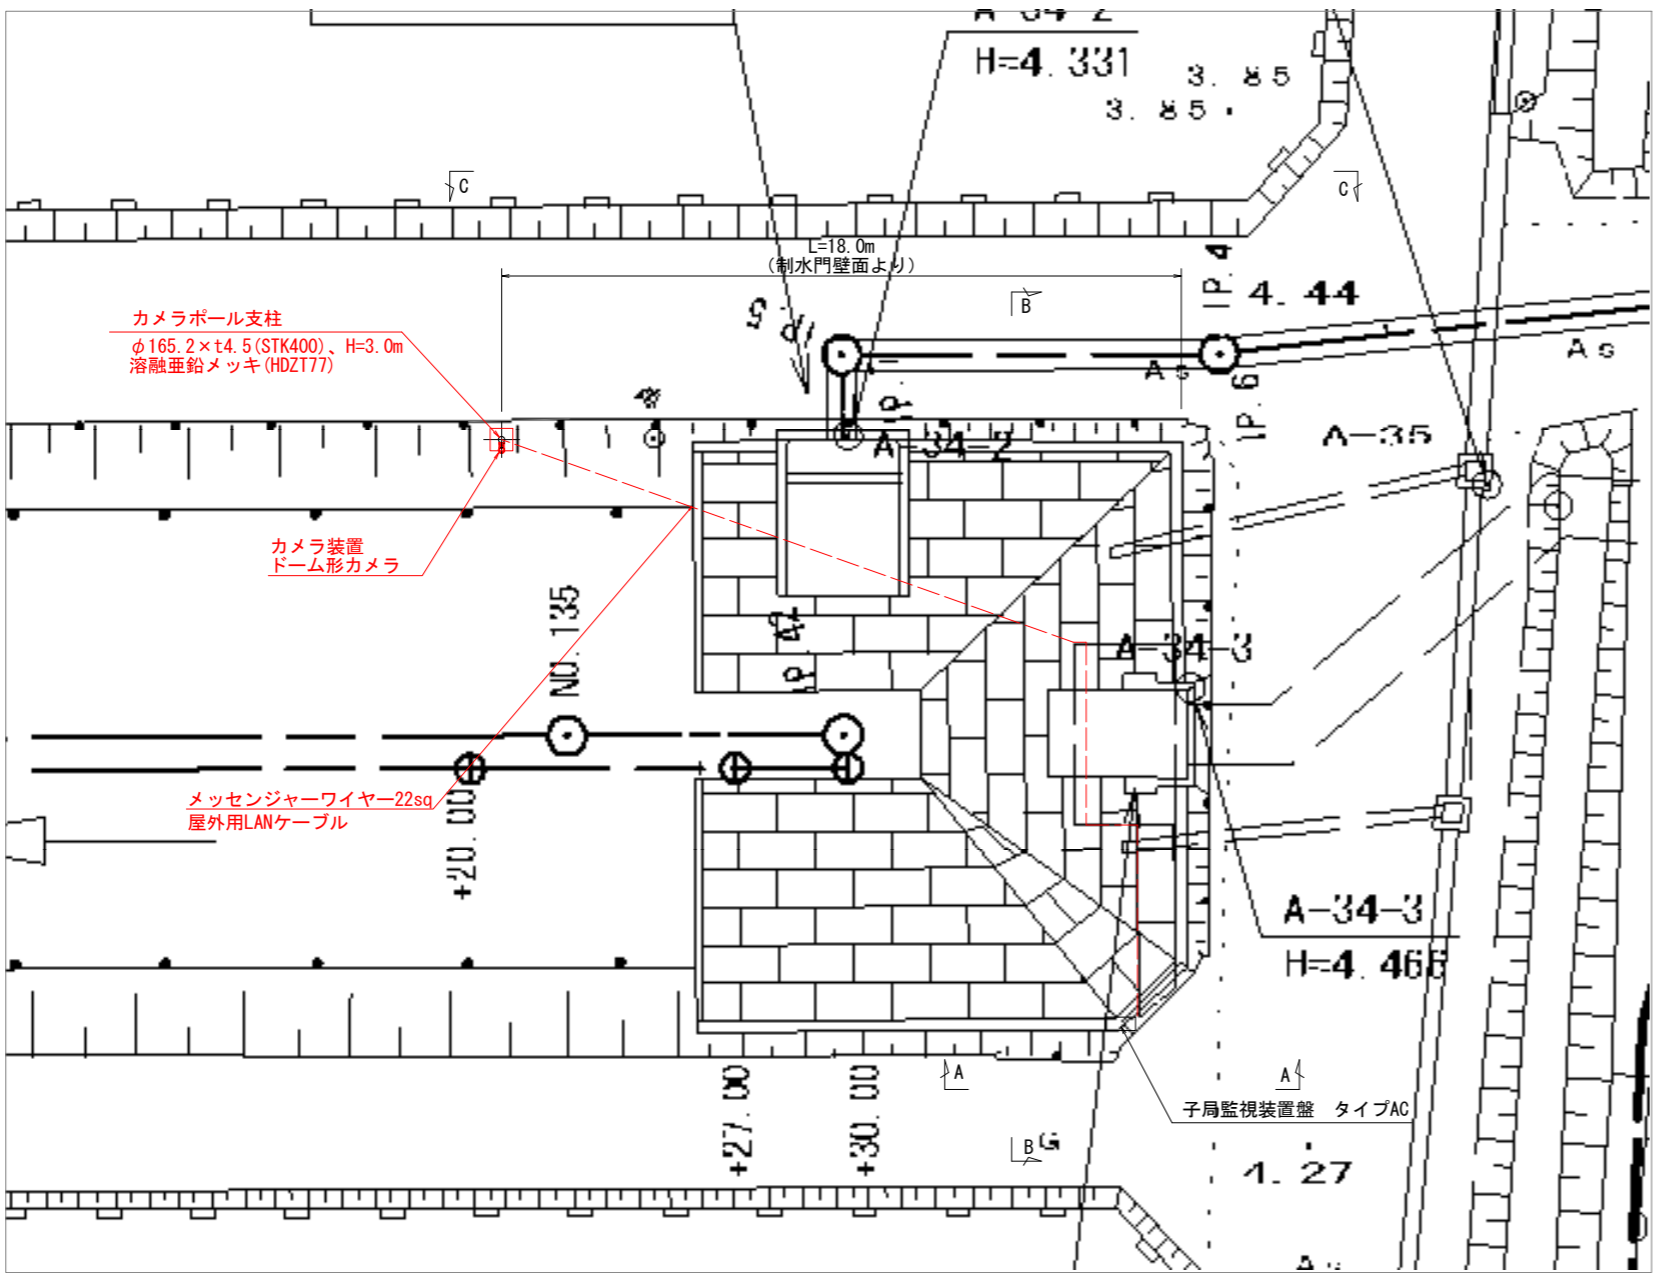 A-34-2
H=4.331
3.85
3.85
C
C
L=18.0m
(制水門壁面より)
B
IP.4
4.44
IP.5
カメラポール支柱
φ165.2×t4.5(STK400)、H=3.0m
溶融亜鉛メッキ(HDZT77)
As
As
IP.6
A-35
A-34-2
カメラ装置
ドーム形カメラ
NO.135
A-34-3
メッセンジャーワイヤー22sq
屋外用LANケーブル
+20.00
A-34-3
H=4.466
+27.00
+30.00
A
A
子局監視装置盤 タイプAC
B
G
4.27